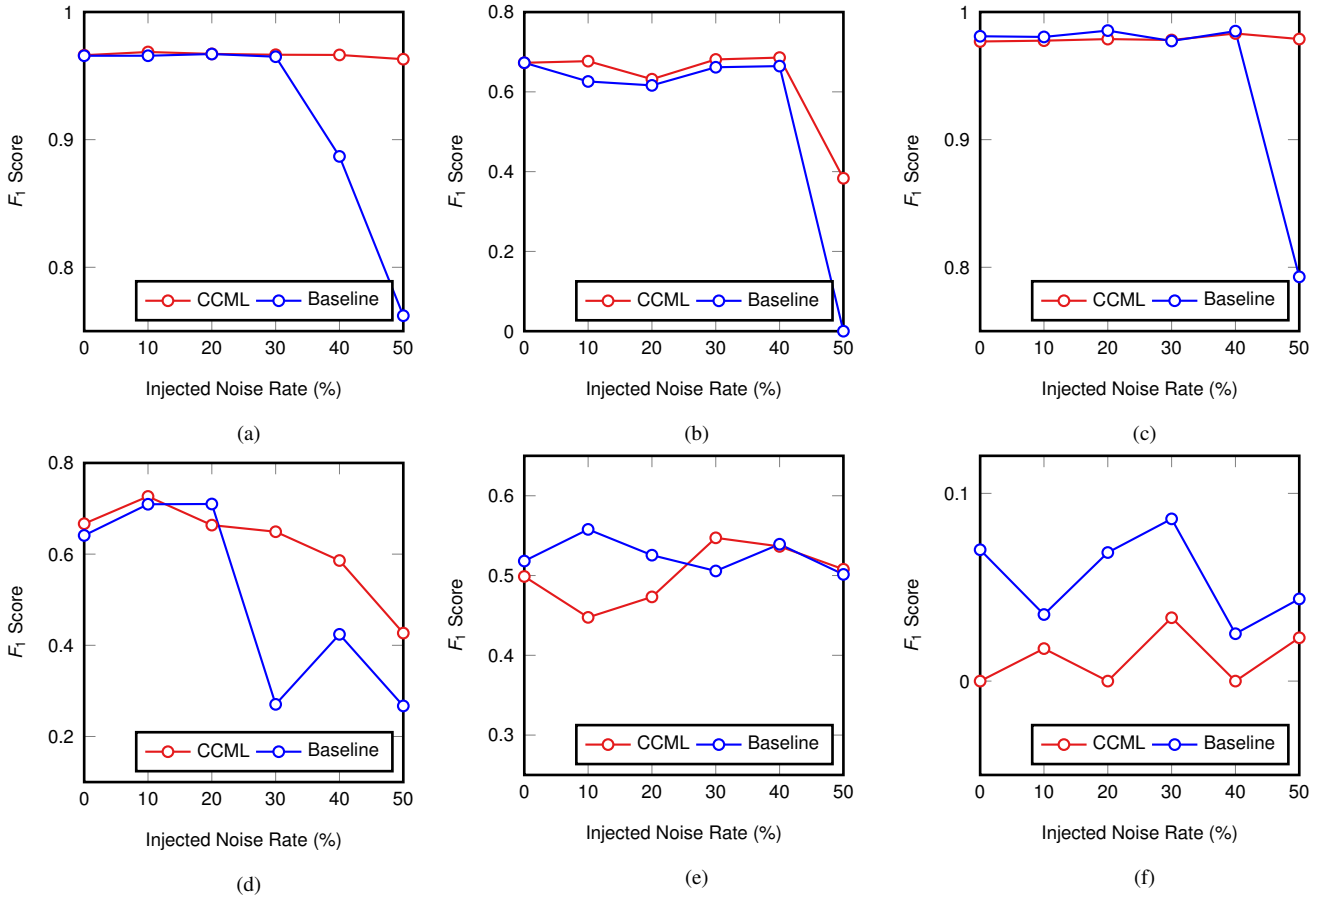 1
0.9
0.8
F1 Score
CCML Baseline
0 10 20 30 40 50
Injected Noise Rate (%)
(a)
0.8
0.6
0.4
0.2
0
F1 Score
CCML Baseline
0 10 20 30 40 50
Injected Noise Rate (%)
(b)
1
0.9
0.8
F1 Score
CCML Baseline
0 10 20 30 40 50
Injected Noise Rate (%)
(c)
0.8
0.6
0.4
0.2
F1 Score
CCML Baseline
0 10 20 30 40 50
Injected Noise Rate (%)
(d)
0.6
0.5
0.4
0.3
F1 Score
CCML Baseline
0 10 20 30 40 50
Injected Noise Rate (%)
(e)
0.1
0
F1 Score
CCML Baseline
0 10 20 30 40 50
Injected Noise Rate (%)
(f)